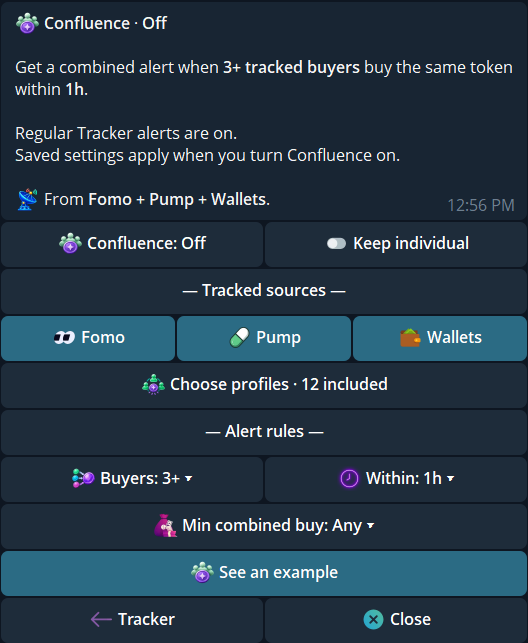 Confluence · Off
Get a combined alert when 3+ tracked buyers buy the same token
within 1h.
Regular Tracker alerts are on.
Saved settings apply when you turn Confluence on.
From Fomo + Pump + Wallets.
12:56 PM
Confluence: Off
Keep individual
— Tracked sources —
Fomo
Pump
Wallets
Choose profiles · 12 included
— Alert rules —
Buyers: 3+
Within: 1h
Min combined buy: Any
See an example
Tracker
Close